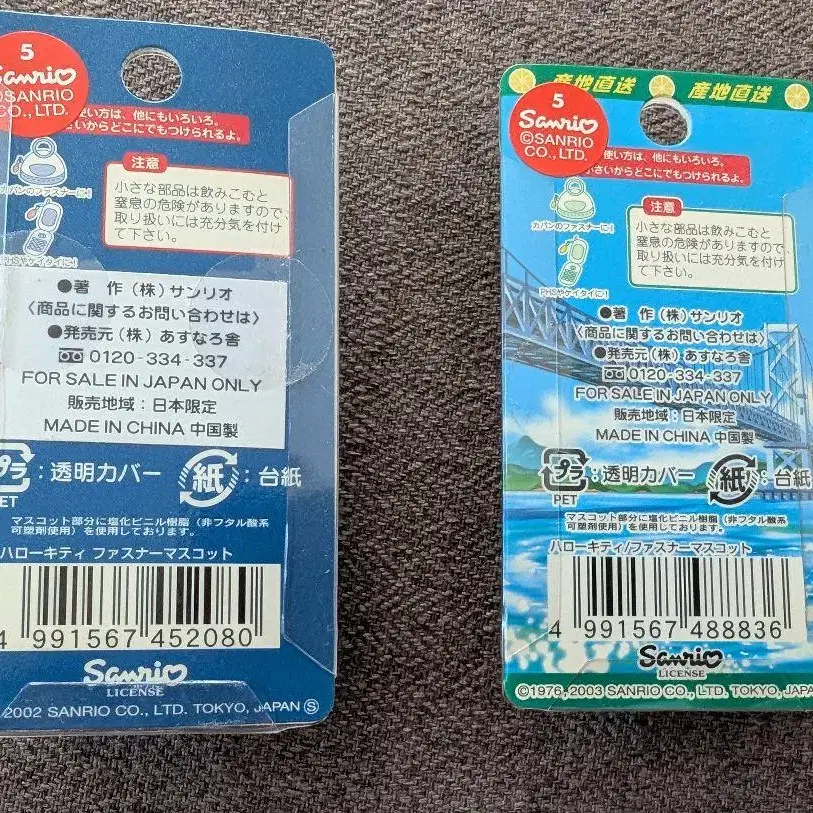 5
Sanrio
©SANRIO
CO., LTD.
使い方は、他にもいろいろ。
さいからどこにでもつけられるよ。
注意
小さな部品は飲みこむと
窒息の危険がありますので、
取り扱いには充分気を付け
て下さい。
カバンのファスナーに!
PHSやケイタイに!
●著 作(株)サンリオ
〈商品に関するお問い合わせは〉
●発売元(株)あすなろ舎
0120-334-337
FOR SALE IN JAPAN ONLY
販売地域:日本限定
MADE IN CHINA 中国製
プラ:透明カバー 紙:台紙
PET
マスコット部分に塩化ビニル樹脂(非フタル酸系
可塑剤使用)を使用しております。
ハローキティ ファスナーマスコット
4 991567 452080
Sanrio
LICENSE
2002 SANRIO CO., LTD. TOKYO, JAPAN Ⓢ
産地直送 産地直送
5
Sanrio
©SANRIO
CO., LTD.
使い方は、他にもいろいろ。
さいからどこにでもつけられるよ。
注意
小さな部品は飲みこむと
窒息の危険がありますので、
取り扱いには充分気を付け
て下さい。
カバンのファスナーに!
PHSやケイタイに!
●著 作(株)サンリオ
〈商品に関するお問い合わせは〉
●発売元(株)あすなろ舎
0120-334-337
FOR SALE IN JAPAN ONLY
販売地域:日本限定
MADE IN CHINA 中国製
プラ:透明カバー 紙:台紙
PET
マスコット部分に塩化ビニル樹脂(非フタル酸系
可塑剤使用)を使用しております。
ハローキティ/ファスナーマスコット
4 991567 488836
Sanrio
LICENSE
©1976, 2003 SANRIO CO., LTD. TOKYO, JAPA